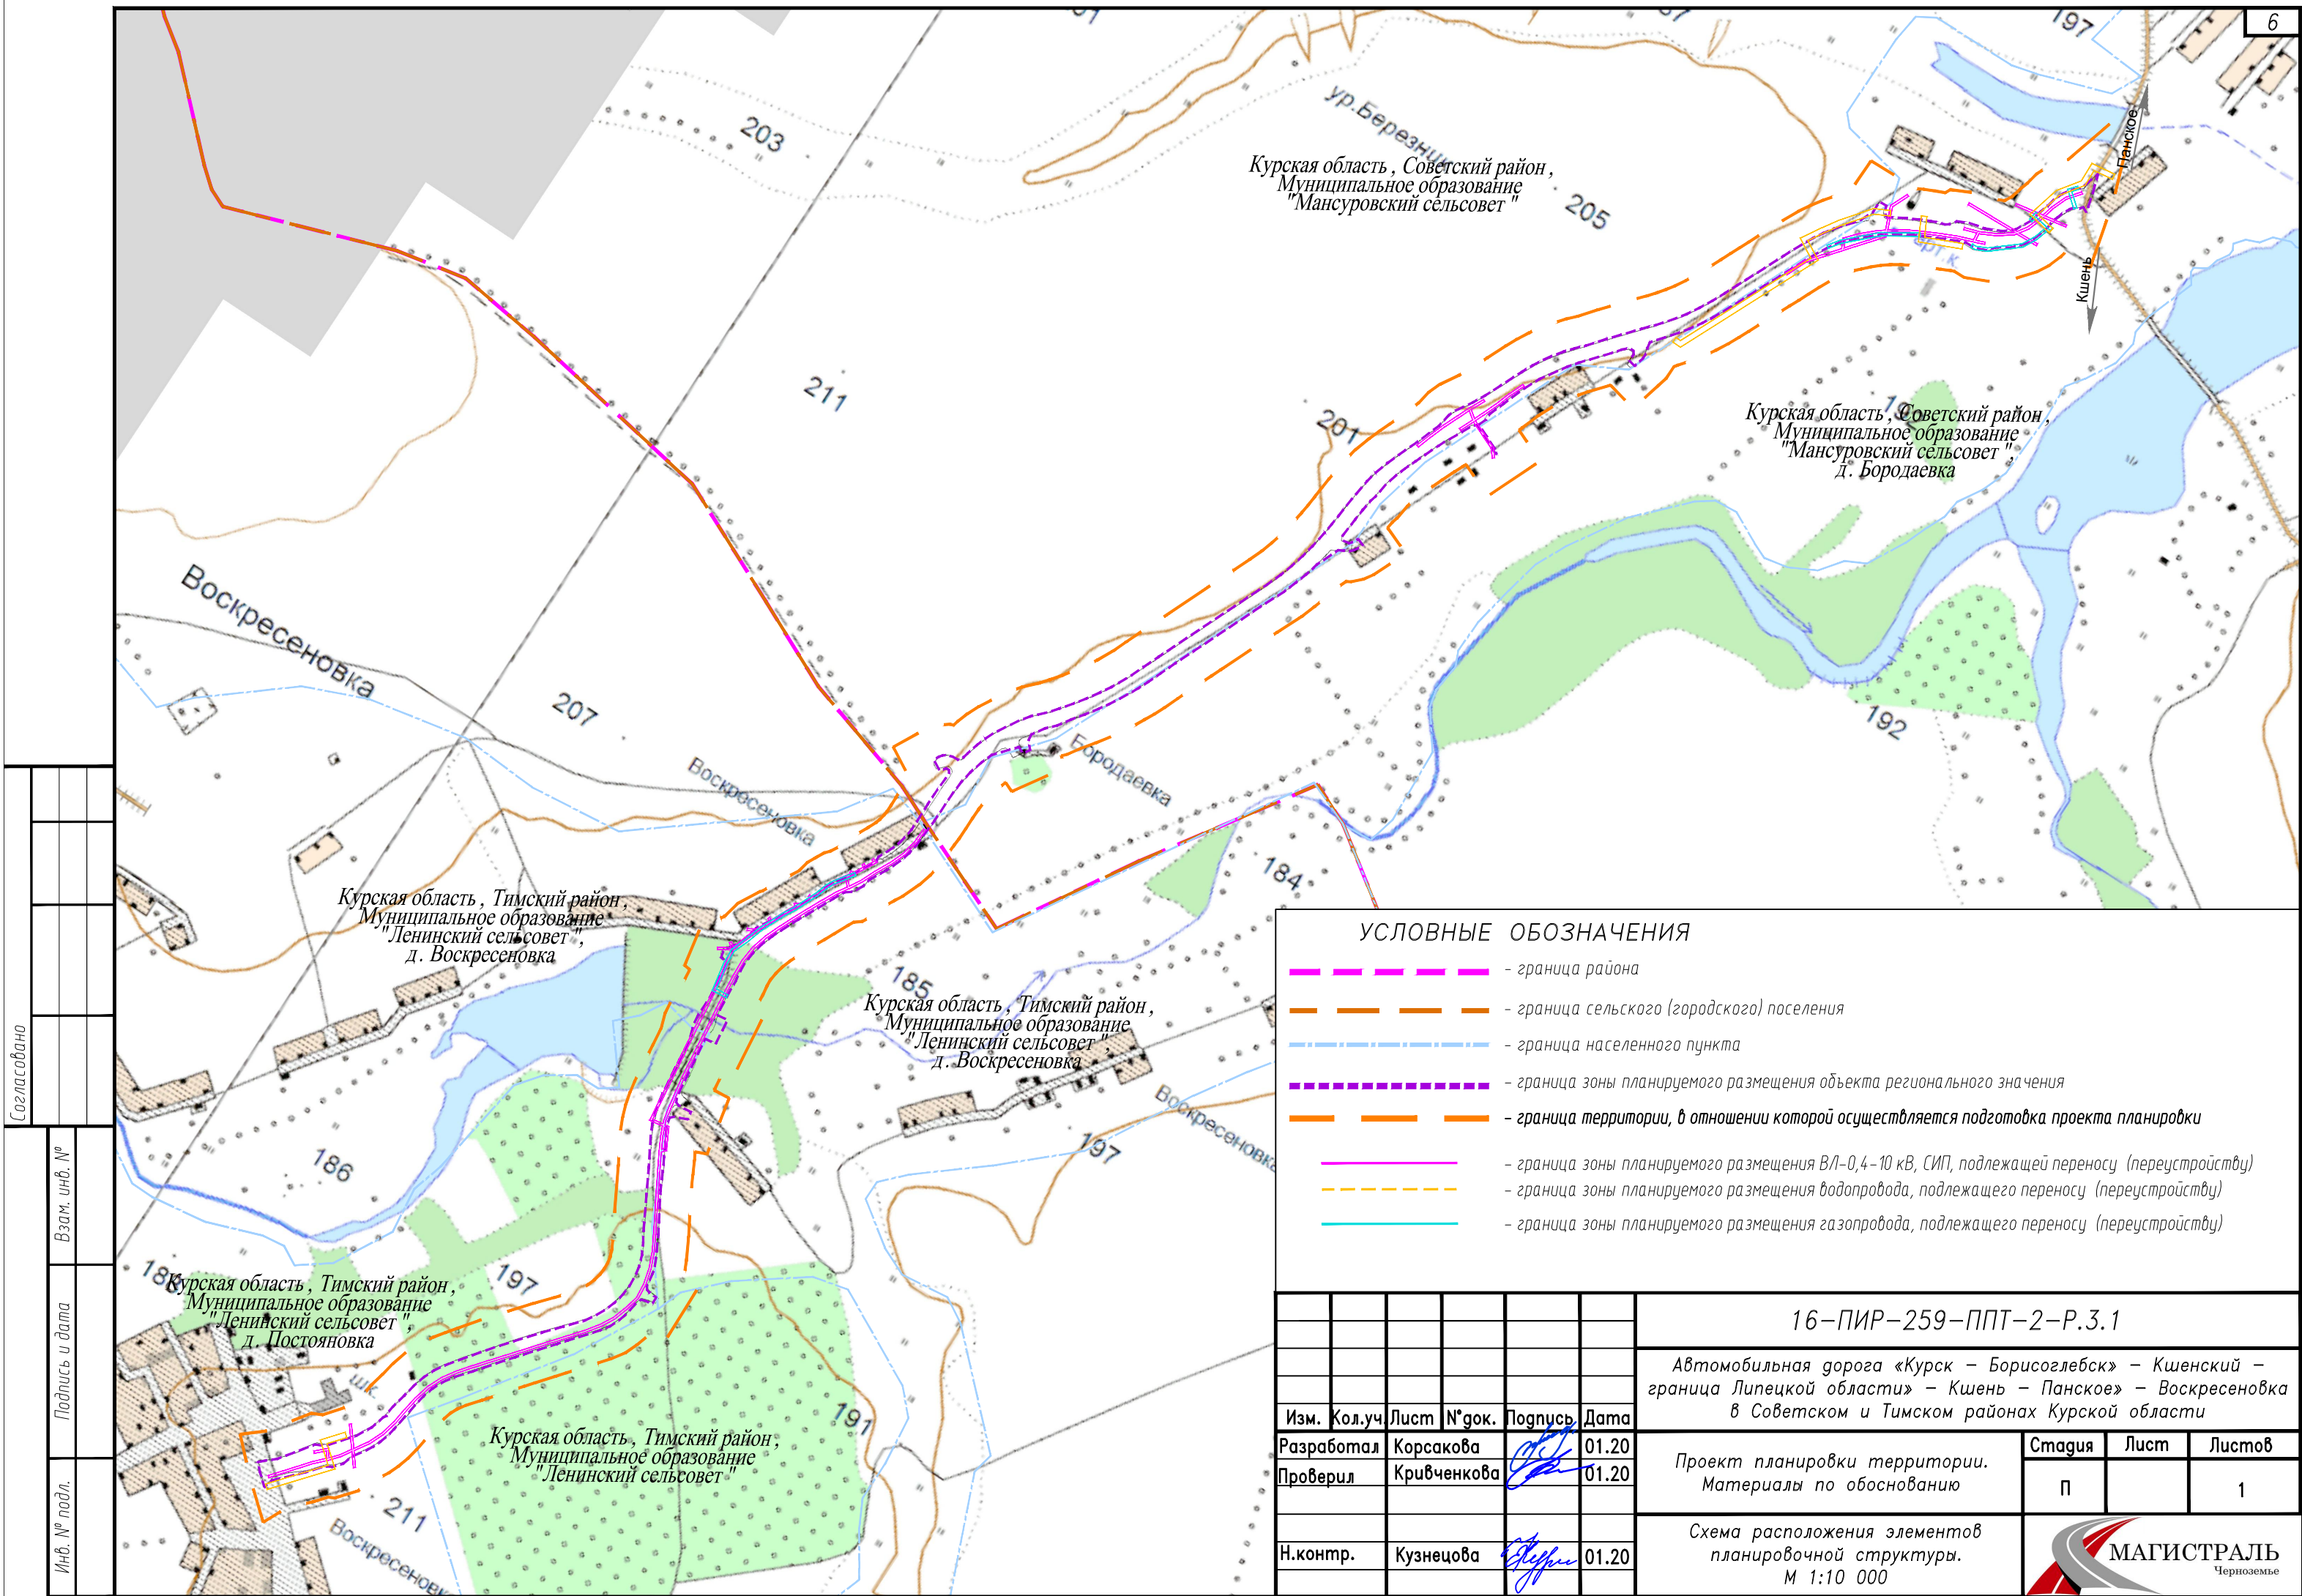 6
197
203
ур.Березниц
Курская область , Советский район ,
Муниципальное образование
"Мансуровский сельсовет "
205
Панское
Кшень
211
201
Курская область , Советский район ,
Муниципальное образование
"Мансуровский сельсовет ",
д. Бородаевка
Воскресеновка
207
192
Воскресеновка
Бородаевка
184
Курская область , Тимский район ,
Муниципальное образование
"Ленинский сельсовет ",
д. Воскресеновка
185
Курская область , Тимский район ,
Муниципальное образование
"Ленинский сельсовет ",
д. Воскресеновка
Воскресеновка
197
186
Курская область , Тимский район ,
Муниципальное образование
"Ленинский сельсовет ",
д. Постояновка
197
шк.
191
Курская область , Тимский район ,
Муниципальное образование
"Ленинский сельсовет "
211
Воскресеновк
УСЛОВНЫЕ ОБОЗНАЧЕНИЯ
- граница района
- граница сельского (городского) поселения
- граница населенного пункта
- граница зоны планируемого размещения объекта регионального значения
- граница территории, в отношении которой осуществляется подготовка проекта планировки
- граница зоны планируемого размещения ВЛ-0,4-10 кВ, СИП, подлежащей переносу (переустройству)
- граница зоны планируемого размещения водопровода, подлежащего переносу (переустройству)
- граница зоны планируемого размещения газопровода, подлежащего переносу (переустройству)
16-ПИР-259-ППТ-2-Р.3.1
Автомобильная дорога «Курск – Борисоглебск» – Кшенский –
граница Липецкой области» – Кшень – Панское» – Воскресеновка
в Советском и Тимском районах Курской области
Изм. Кол.уч. Лист N°док. Подпись Дата
Разработал Корсакова 01.20
Проверил Кривченкова 01.20
Н.контр. Кузнецова 01.20
Проект планировки территории.
Материалы по обоснованию
Стадия Лист Листов
П 1
Схема расположения элементов
планировочной структуры.
М 1:10 000
МАГИСТРАЛЬ
Черноземье
Согласовано
Взам. инв. N°
Подпись и дата
Инв. N° подл.